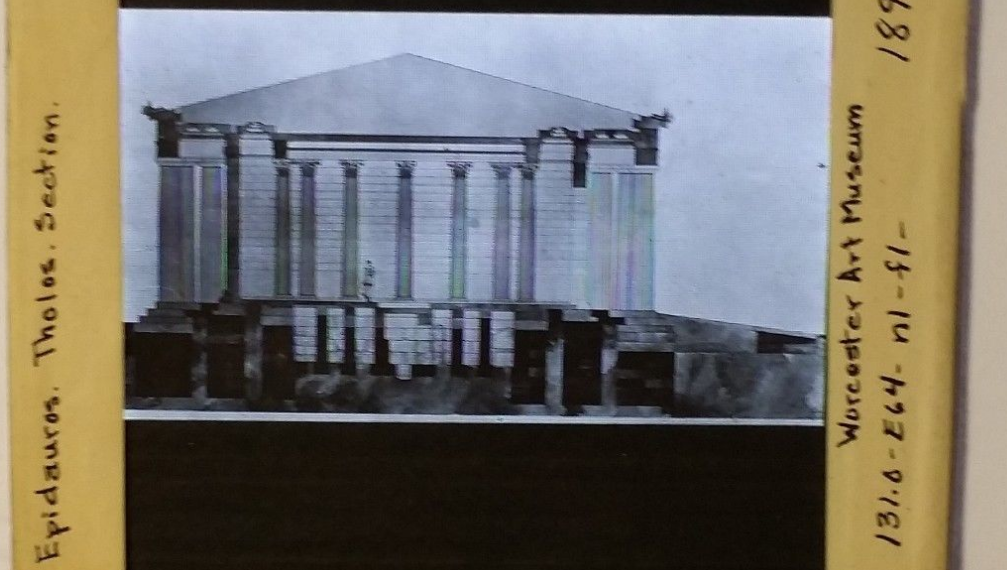 Epidauros. Tholos. Section.
Worcester Art Museum
131.0-E64-n1-f1-